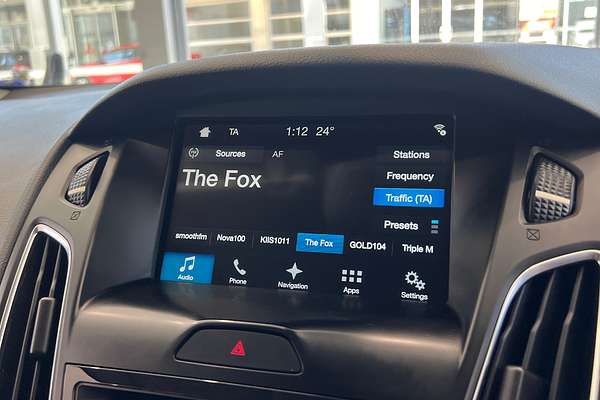 TA 1:12 24°
Sources AF Stations
The Fox
Frequency
Traffic (TA)
Presets
smoothfm Nova100 KIIS1011 The Fox GOLD104 Triple M
Audio Phone Navigation Apps Settings